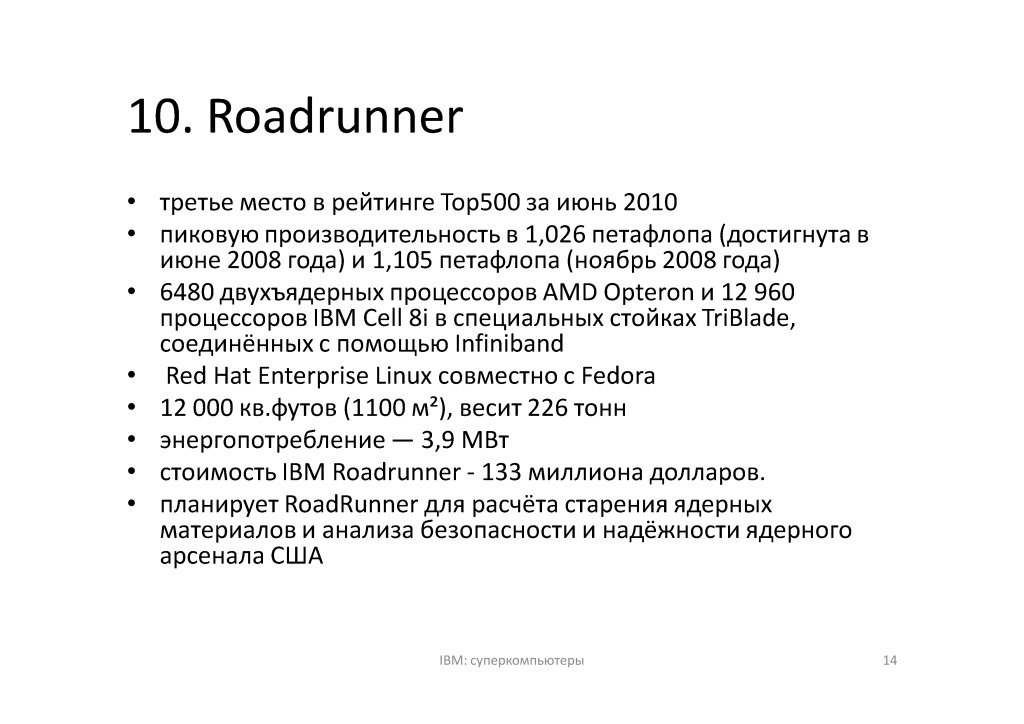 10. Roadrunner
• третье место в рейтинге Top500 за июнь 2010
• пиковую производительность в 1,026 петафлопа (достигнута в
июне 2008 года) и 1,105 петафлопа (ноябрь 2008 года)
• 6480 двухъядерных процессоров AMD Opteron и 12 960
процессоров IBM Cell 8i в специальных стойках TriBlade,
соединённых с помощью Infiniband
• Red Hat Enterprise Linux совместно с Fedora
• 12 000 кв.футов (1100 м²), весит 226 тонн
• энергопотребление — 3,9 МВт
• стоимость IBM Roadrunner - 133 миллиона долларов.
• планирует RoadRunner для расчёта старения ядерных
материалов и анализа безопасности и надёжности ядерного
арсенала США
IBM: суперкомпьютеры 14